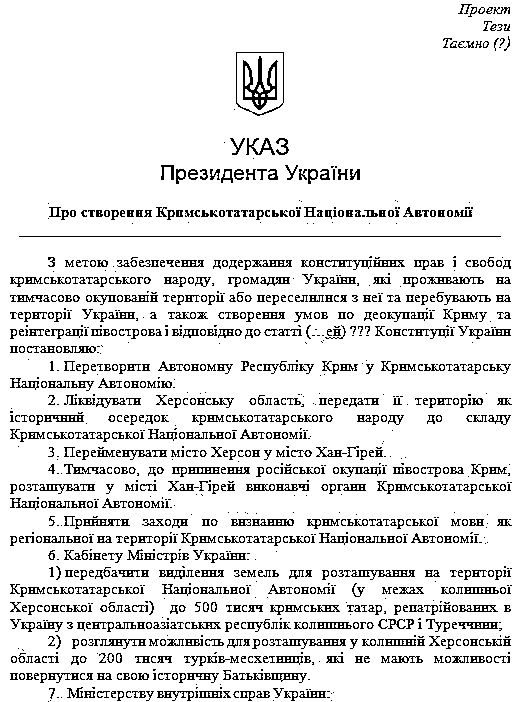 Проект
Тези
Таємно (?)
УКАЗ
Президента України
Про створення Кримськотатарської Національної Автономії
З метою забезпечення додержання конституційних прав і свобод
кримськотатарського народу, громадян України, які проживають на
тимчасово окупованій території або переселилися з неї та перебувають на
території України, а також створення умов по деокупації Криму та
реінтеграції півострова і відповідно до статті (...ей) ??? Конституції України
постановляю:
1. Перетворити Автономну Республіку Крим у Кримськотатарську
Національну Автономію.
2. Ліквідувати Херсонську область, передати її територію як
історичний осередок кримськотатарського народу до складу
Кримськотатарської Національної Автономії.
3. Перейменувати місто Херсон у місто Хан-Гірей.
4. Тимчасово, до припинення російської окупації півострова Крим,
розташувати у місті Хан-Гірей виконавчі органи Кримськотатарської
Національної Автономії.
5. Прийняти заходи по визнанню кримськотатарської мови як
регіональної на території Кримськотатарської Національної Автономії.
6. Кабінету Міністрів України:
1) передбачити виділення земель для розташування на території
Кримськотатарської Національної Автономії (у межах колишньої
Херсонської області) до 500 тисяч кримських татар, репатрійованих в
Україну з центральноазіатських республік колишнього СРСР і Туреччини;
2) розглянути можливість для розташування у колишній Херсонській
області до 200 тисяч турків-месхетинців, які не мають можливості
повернутися на свою історичну Батьківщину.
7. Міністерству внутрішніх справ України: